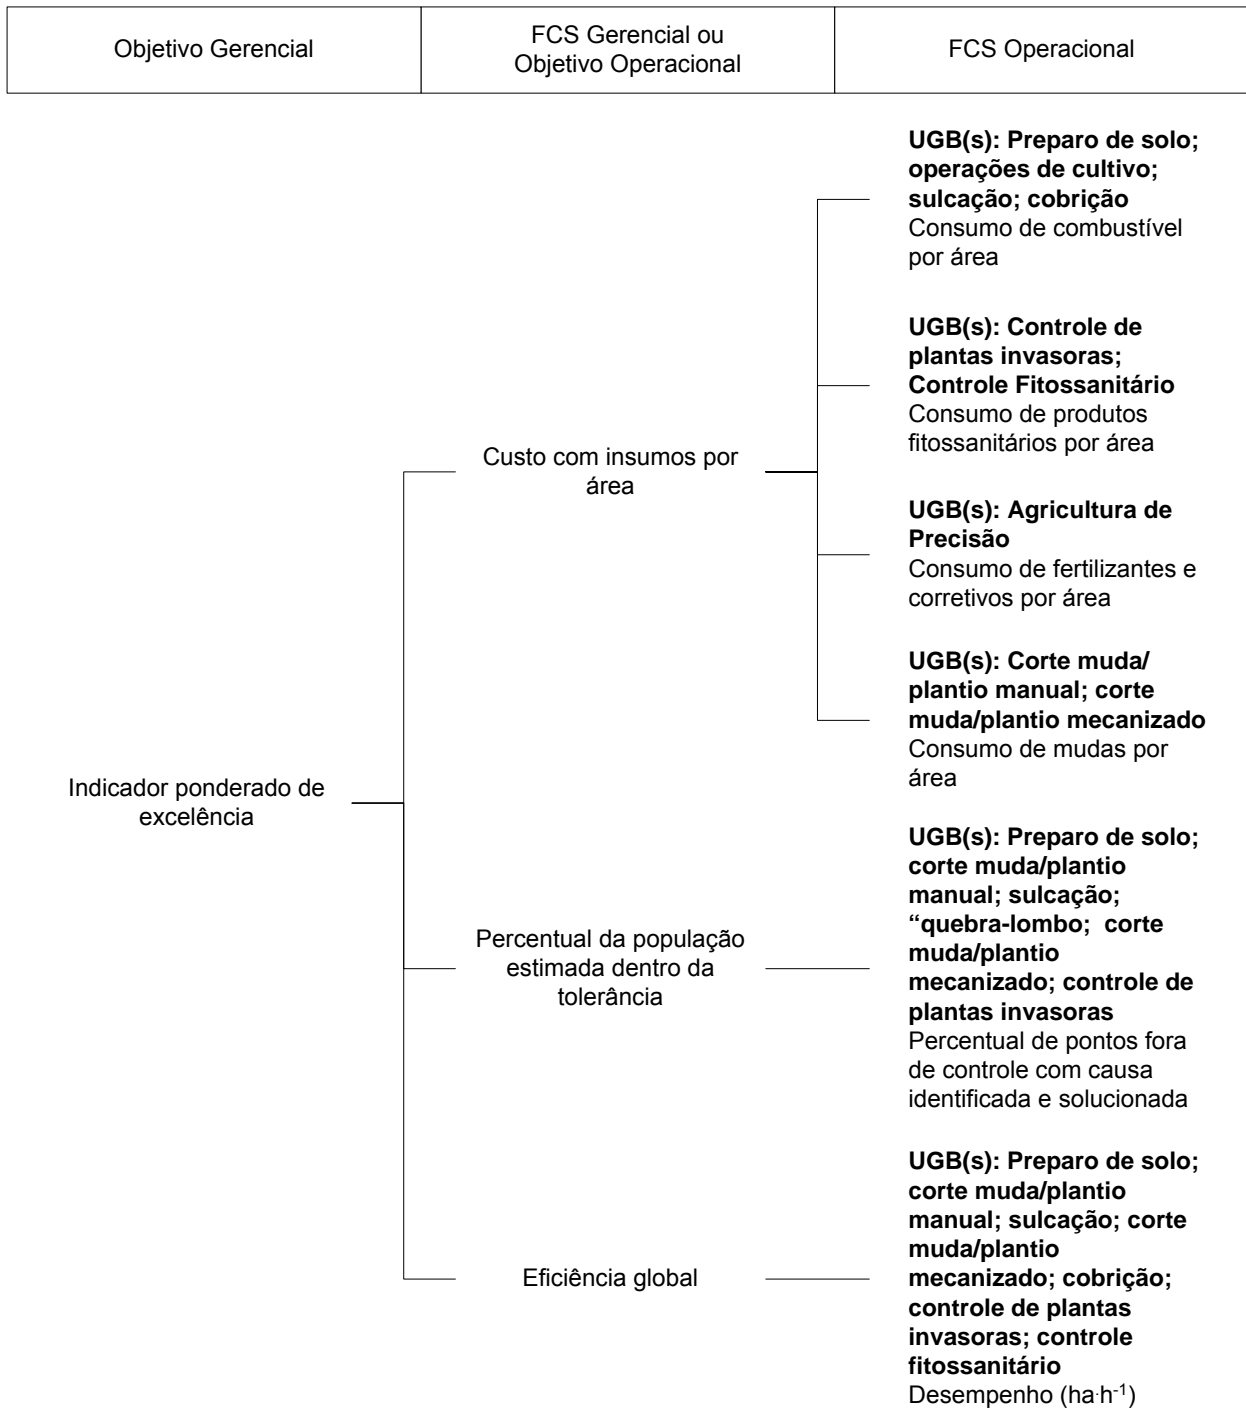 Objetivo Gerencial
FCS Gerencial ou
Objetivo Operacional
FCS Operacional
UGB(s): Preparo de solo;
operações de cultivo;
sulcação; cobrição
Consumo de combustível
por área
UGB(s): Controle de
plantas invasoras;
Controle Fitossanitário
Consumo de produtos
fitossanitários por área
Custo com insumos por
área
UGB(s): Agricultura de
Precisão
Consumo de fertilizantes e
corretivos por área
UGB(s): Corte muda/
plantio manual; corte
muda/plantio mecanizado
Consumo de mudas por
área
Indicador ponderado de
excelência
UGB(s): Preparo de solo;
corte muda/plantio
manual; sulcação;
“quebra-lombo;  corte
muda/plantio
mecanizado; controle de
plantas invasoras
Percentual de pontos fora
de controle com causa
identificada e solucionada
Percentual da população
estimada dentro da
tolerância
UGB(s): Preparo de solo;
corte muda/plantio
manual; sulcação; corte
muda/plantio
mecanizado; cobrição;
controle de plantas
invasoras; controle
fitossanitário
Desempenho (ha·h⁻¹)
Eficiência global